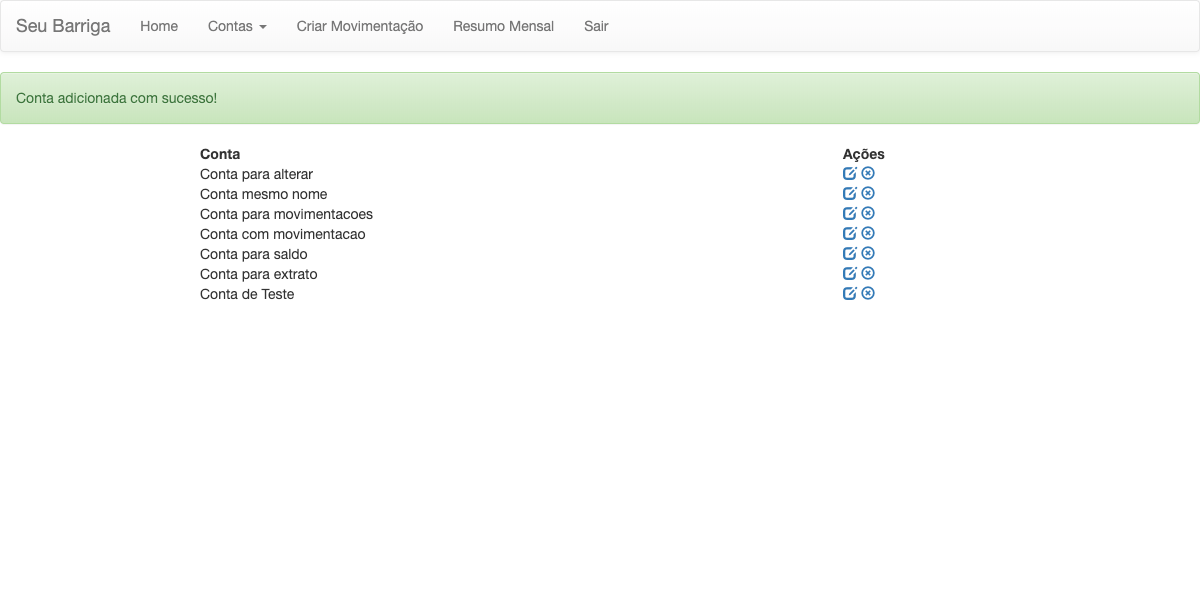 Seu Barriga Home Contas Criar Movimentação Resumo Mensal Sair
Conta adicionada com sucesso!
Conta Ações
Conta para alterar
Conta mesmo nome
Conta para movimentacoes
Conta com movimentacao
Conta para saldo
Conta para extrato
Conta de Teste